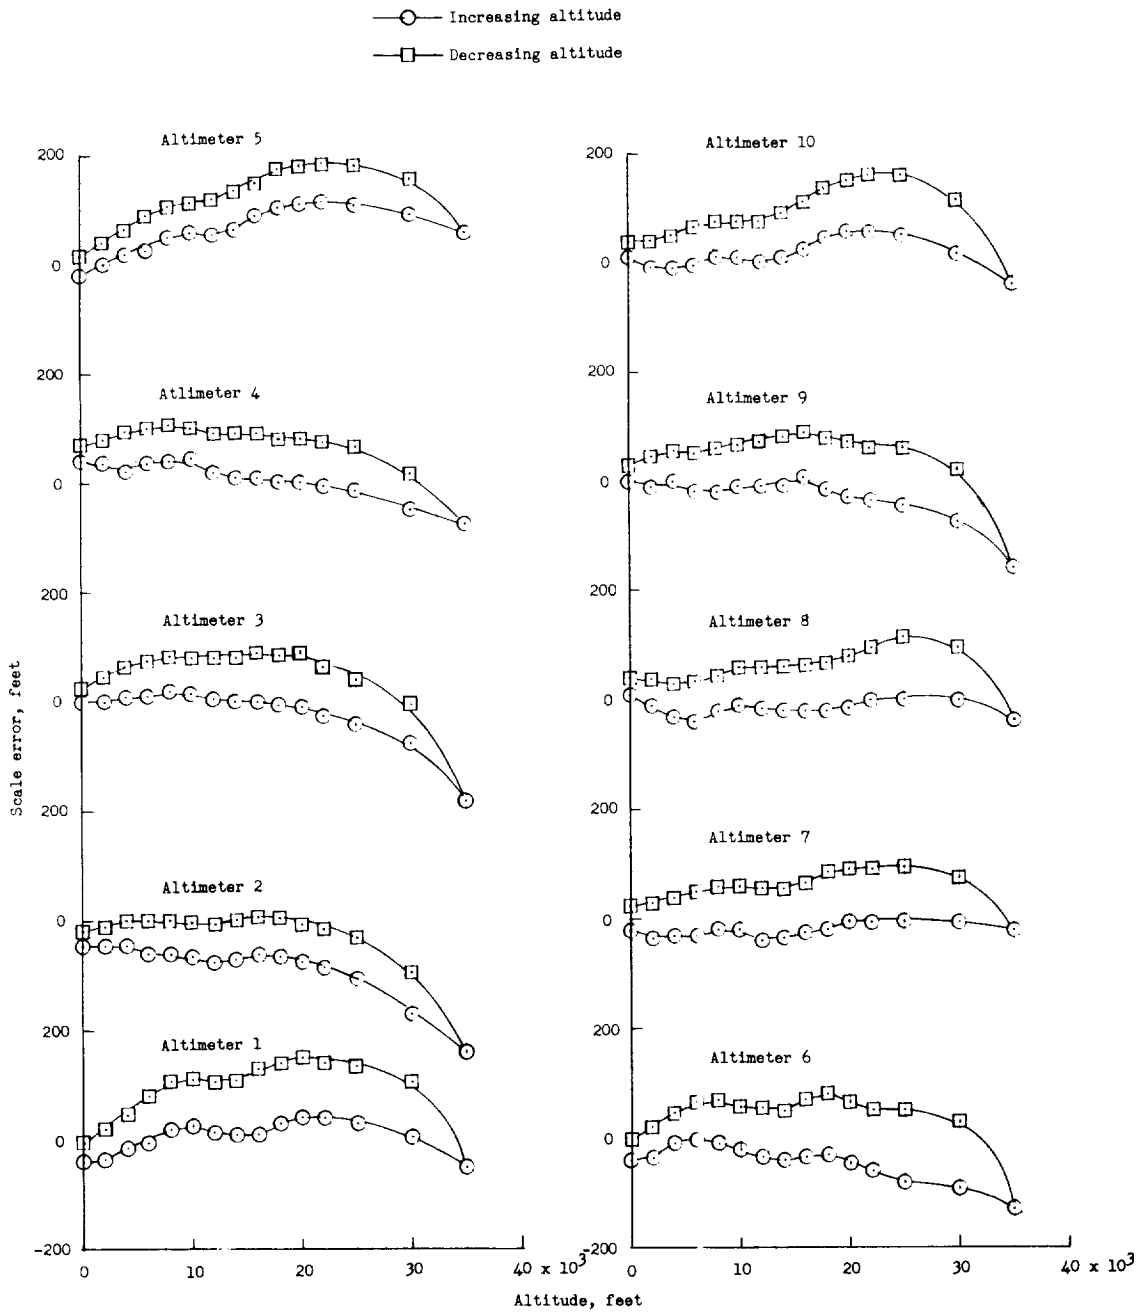 Increasing altitude
Decreasing altitude
Altimeter 5
200
0
Altimeter 10
200
0
200
Atlimeter 4
0
200
Altimeter 9
0
200
Altimeter 3
0
200
Altimeter 8
0
Scale error, feet
200
Altimeter 2
0
200
Altimeter 7
0
200
Altimeter 1
0
-200
200
Altimeter 6
0
-200
0 10 20 30 40 x 10³
0 10 20 30 40 x 10³
Altitude, feet